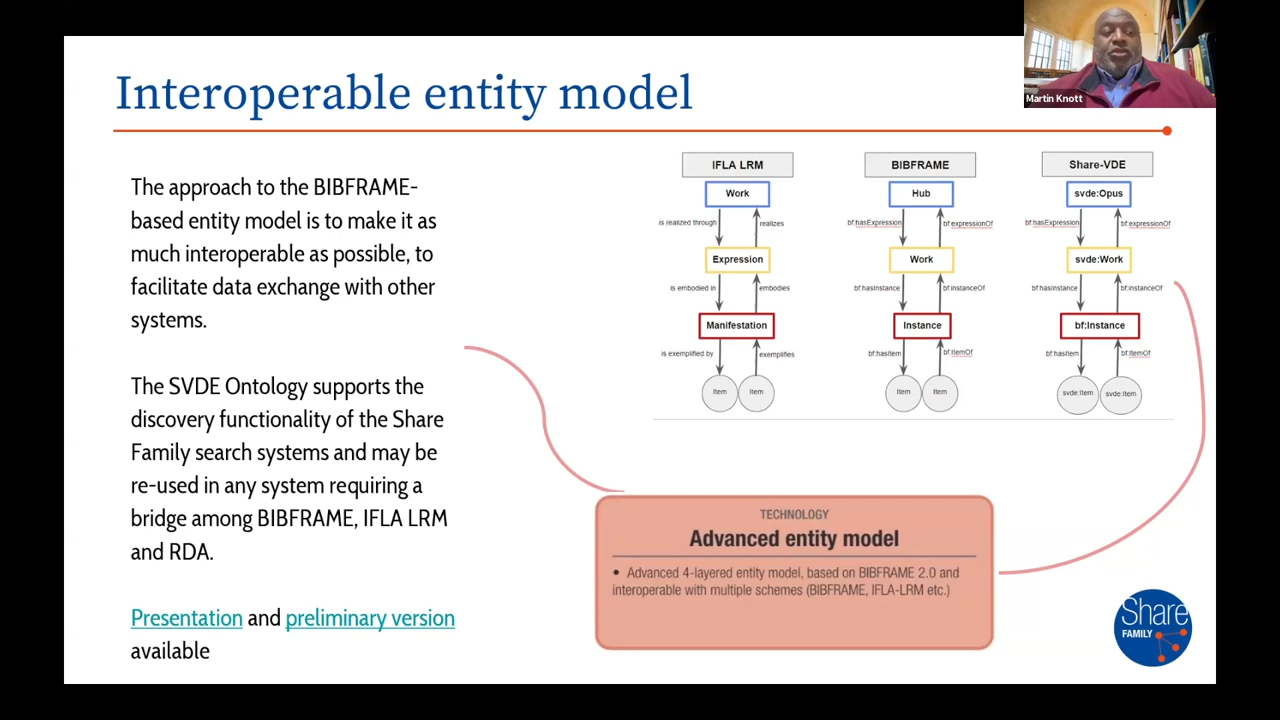 Interoperable entity model
Martin Knott
The approach to the BIBFRAME-
based entity model is to make it as
much interoperable as possible, to
facilitate data exchange with other
systems.
The SVDE Ontology supports the
discovery functionality of the Share
Family search systems and may be
re-used in any system requiring a
bridge among BIBFRAME, IFLA LRM
and RDA.
Presentation and preliminary version
available
IFLA LRM
Work
is realized through
realizes
Expression
is embodied in
embodies
Manifestation
is exemplified by
exemplifies
Item
Item
BIBFRAME
Hub
bf:hasExpression
bf:expressionOf
Work
bf:hasInstance
bf:instanceOf
Instance
bf:hasItem
bf:ItemOf
Item
Item
Share-VDE
svde:Opus
bf:hasExpression
bf:expressionOf
svde:Work
bf:hasInstance
bf:instanceOf
bf:Instance
bf:hasItem
bf:ItemOf
svde:Item
svde:Item
TECHNOLOGY
Advanced entity model
• Advanced 4-layered entity model, based on BIBFRAME 2.0 and
interoperable with multiple schemes (BIBFRAME, IFLA-LRM etc.)
Share
FAMILY